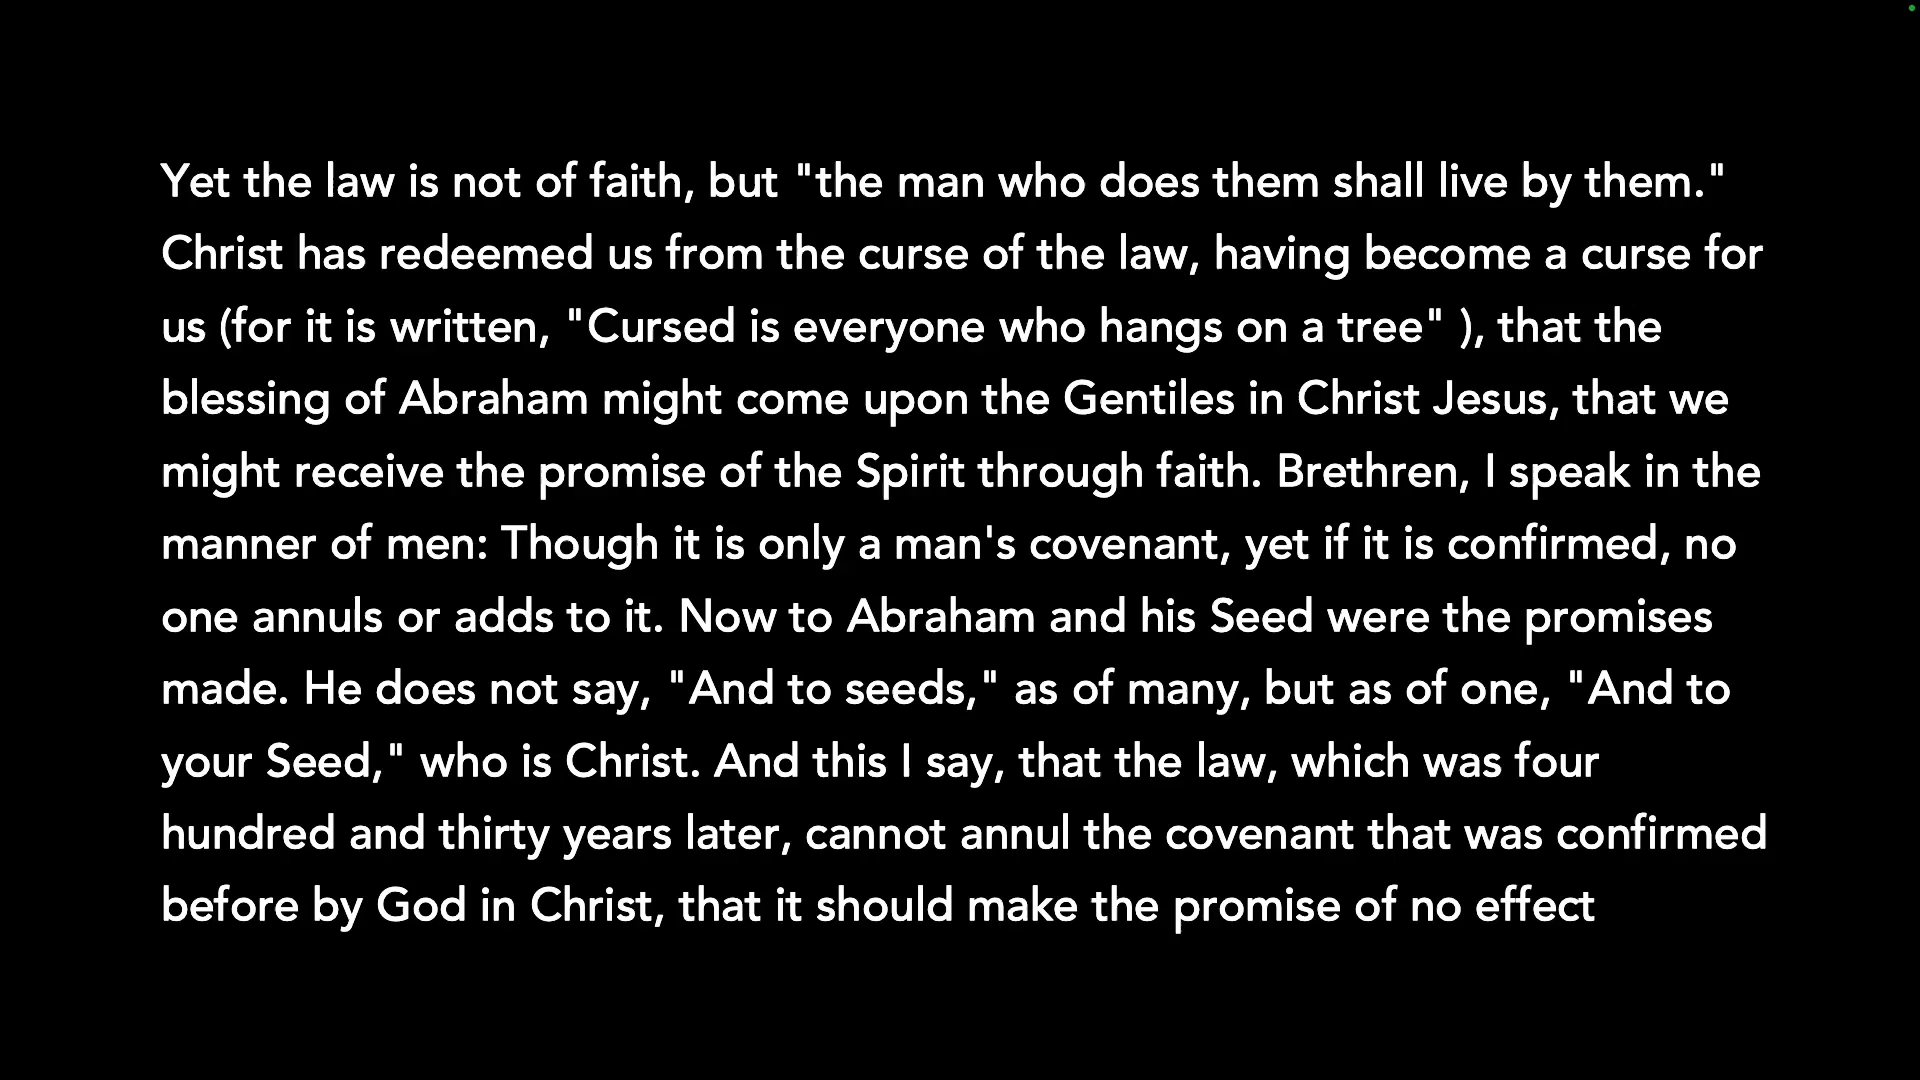 Yet the law is not of faith, but "the man who does them shall live by them."
Christ has redeemed us from the curse of the law, having become a curse for
us (for it is written, "Cursed is everyone who hangs on a tree" ), that the
blessing of Abraham might come upon the Gentiles in Christ Jesus, that we
might receive the promise of the Spirit through faith. Brethren, I speak in the
manner of men: Though it is only a man's covenant, yet if it is confirmed, no
one annuls or adds to it. Now to Abraham and his Seed were the promises
made. He does not say, "And to seeds," as of many, but as of one, "And to
your Seed," who is Christ. And this I say, that the law, which was four
hundred and thirty years later, cannot annul the covenant that was confirmed
before by God in Christ, that it should make the promise of no effect